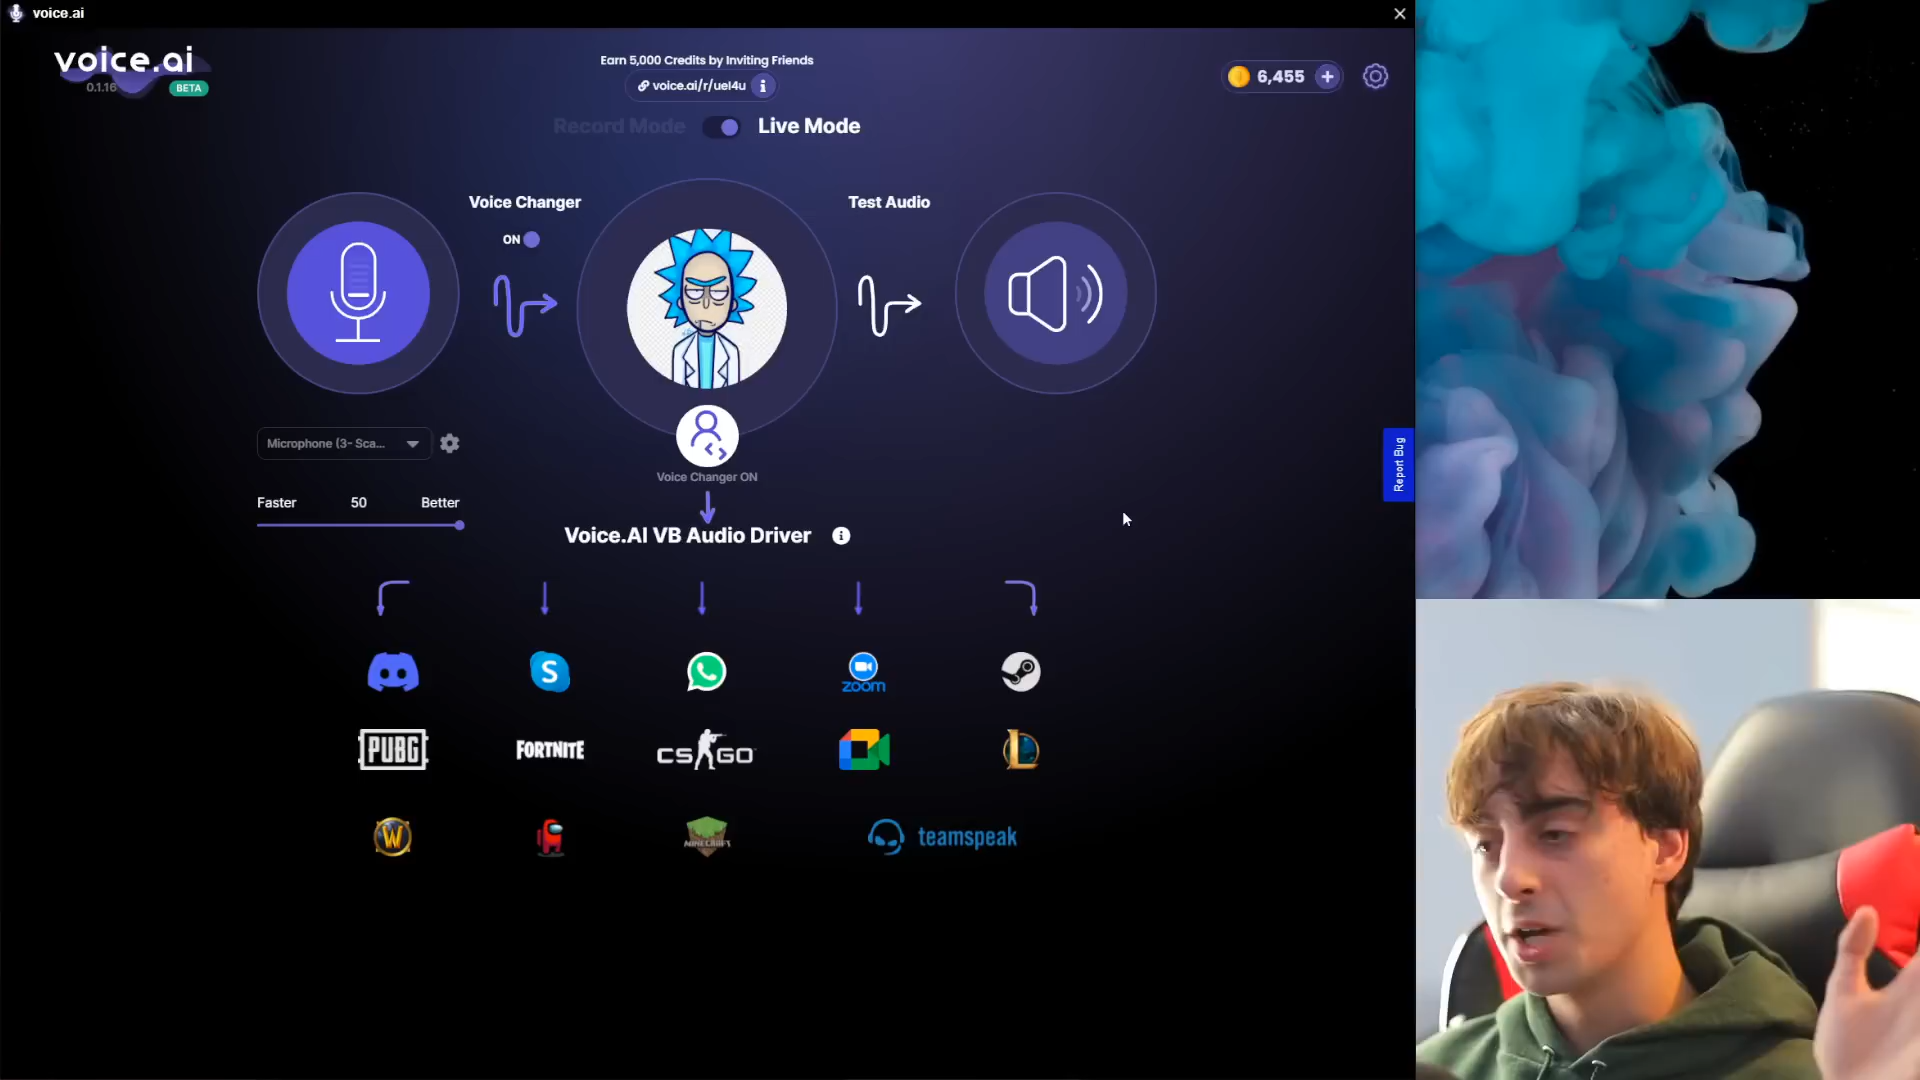 voice.ai
voice.ai
0.1.16
BETA
Earn 5,000 Credits by Inviting Friends
voice.ai/r/uel4u
i
6,455
+
Record Mode
Live Mode
Voice Changer
ON
Test Audio
Microphone (3- Sca...
Voice Changer ON
Faster
50
Better
Voice.AI VB Audio Driver
i
Report Bug
S
zoom
PUBG
FORTNITE
CS GO
L
W
MINECRAFT
teamspeak